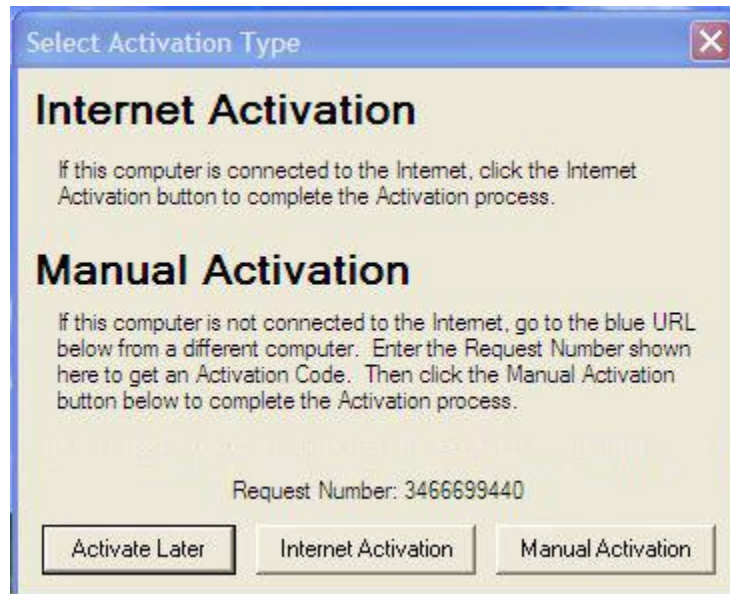 Select Activation Type
Internet Activation
If this computer is connected to the Internet, click the Internet
Activation button to complete the Activation process.
Manual Activation
If this computer is not connected to the Internet, go to the blue URL
below from a different computer. Enter the Request Number shown
here to get an Activation Code. Then click the Manual Activation
button below to complete the Activation process.
Request Number: 3466699440
Activate Later Internet Activation Manual Activation